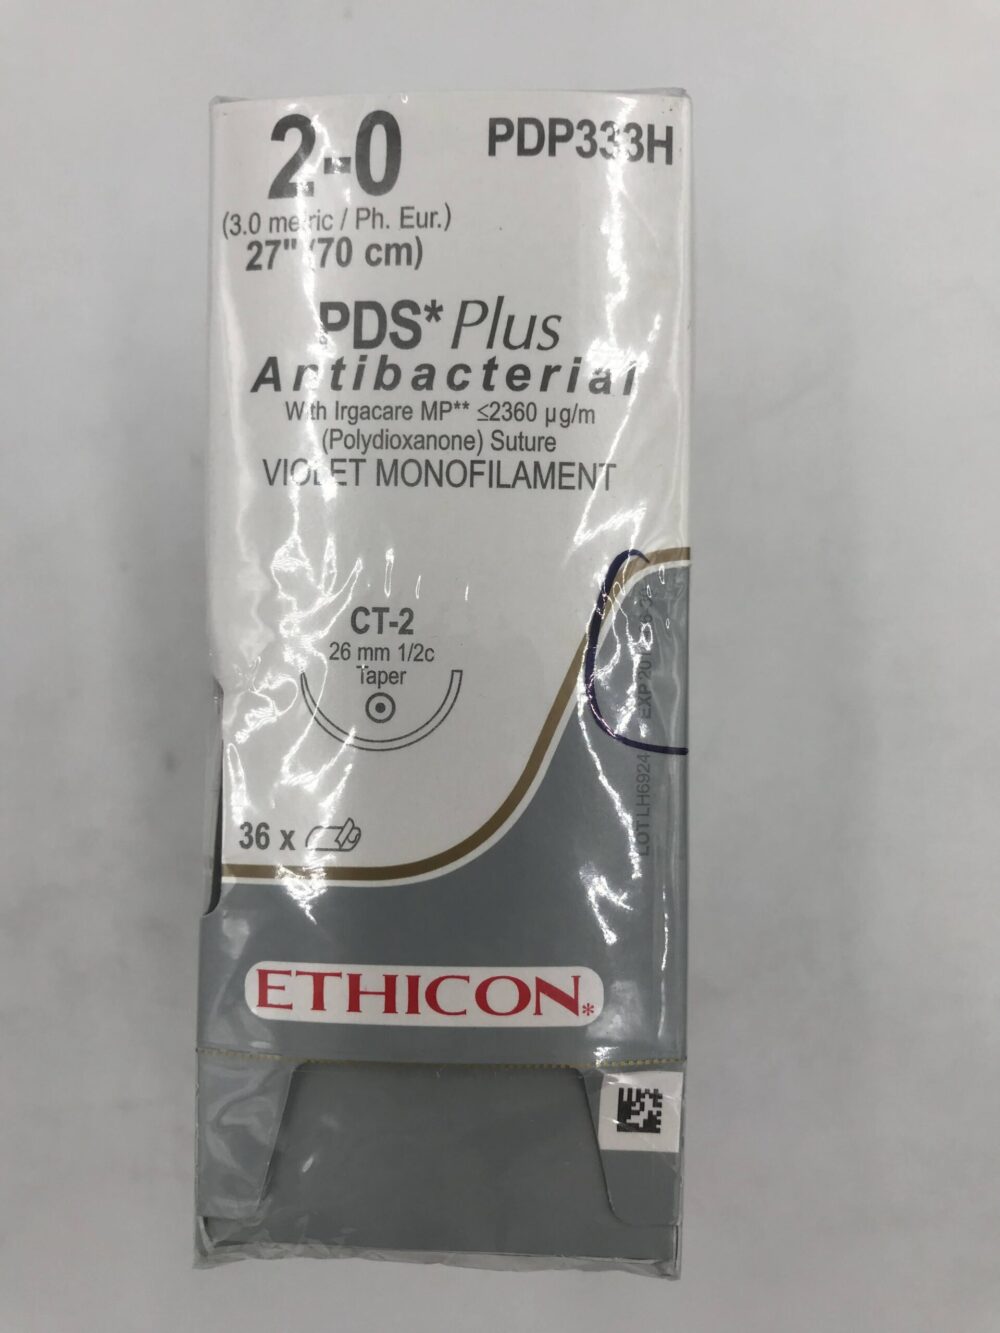 2-0
PDP333H
(3.0 metric / Ph. Eur.)
27" (70 cm)
PDS* Plus
Antibacterial
With Irgacare MP** ≤2360 µg/m
(Polydioxanone) Suture
VIOLET MONOFILAMENT
CT-2
26 mm 1/2c
Taper
36 x
LOT LH6924
ETHICON*